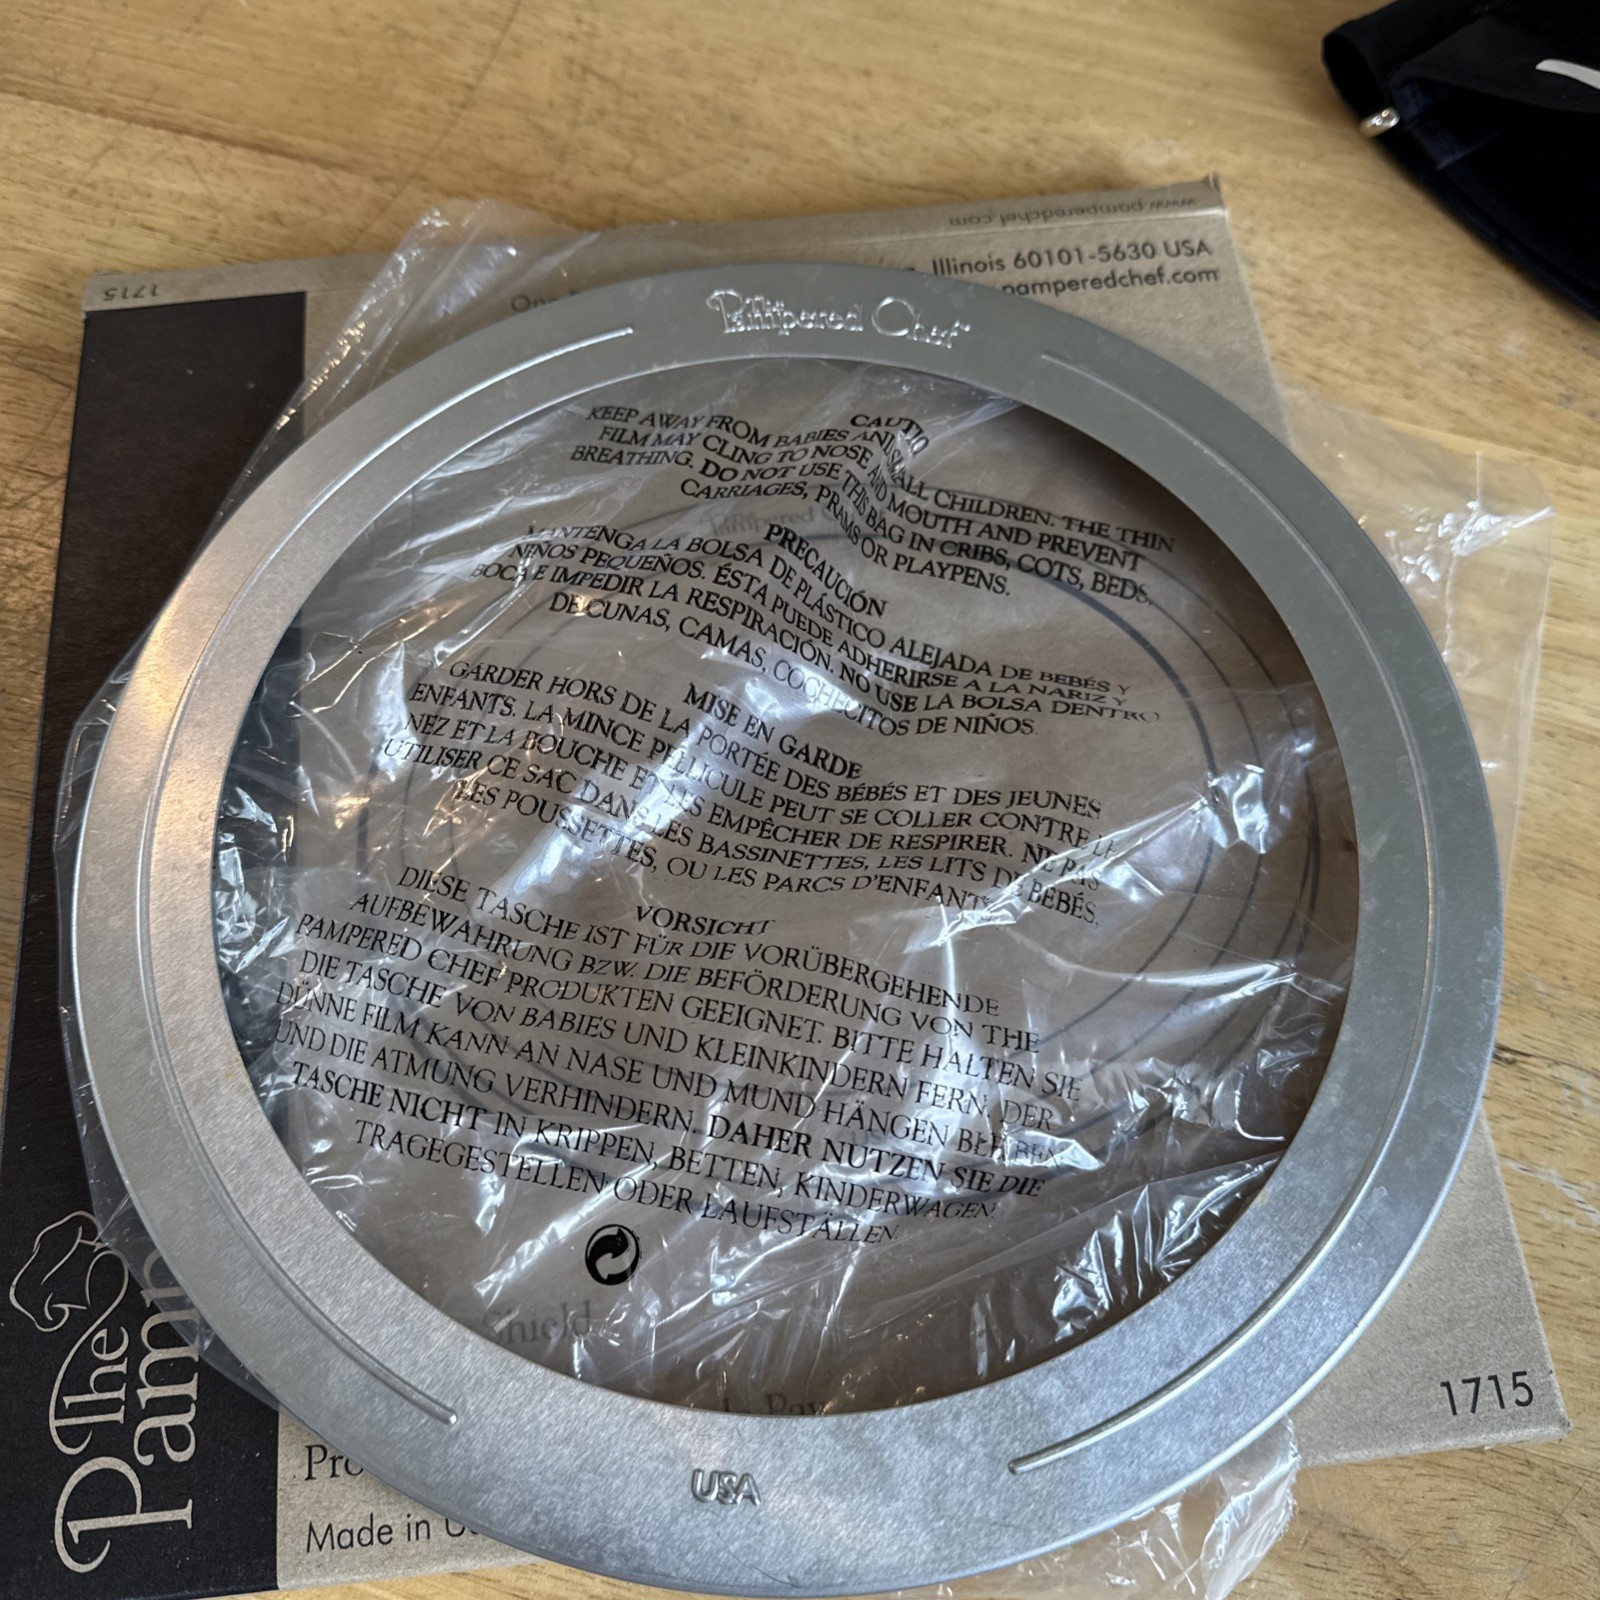 www.pamperedchef.com
1715
Illinois 60101-5630 USA
pamperedchef.com
Pampered Chef
CAUTIO
KEEP AWAY FROM BABIES AND SMALL CHILDREN. THE THIN
FILM MAY CLING TO NOSE AND MOUTH AND PREVENT
BREATHING. DO NOT USE THIS BAG IN CRIBS, COTS, BEDS,
CARRIAGES, PRAMS OR PLAYPENS.
Pampered
PRECAUCIÓN
MANTENGA LA BOLSA DE PLÁSTICO ALEJADA DE BEBÉS Y
NIÑOS PEQUEÑOS. ÉSTA PUEDE ADHERIRSE A LA NARIZ Y
BOCA E IMPEDIR LA RESPIRACIÓN. NO USE LA BOLSA DENTRO
DE CUNAS, CAMAS, COCHECITOS DE NIÑOS.
MISE EN GARDE
GARDER HORS DE LA PORTÉE DES BÉBÉS ET DES JEUNES
ENFANTS. LA MINCE PELLICULE PEUT SE COLLER CONTRE LE
NEZ ET LA BOUCHE ET LES EMPÊCHER DE RESPIRER. NE PAS
UTILISER CE SAC DANS LES BASSINETTES, LES LITS DE BÉBÉS,
LES POUSSETTES, OU LES PARCS D'ENFANTS.
VORSICHT
DIESE TASCHE IST FÜR DIE VORÜBERGEHENDE
AUFBEWAHRUNG BZW. DIE BEFÖRDERUNG VON THE
PAMPERED CHEF PRODUKTEN GEEIGNET. BITTE HALTEN SIE
DIE TASCHE VON BABIES UND KLEINKINDERN FERN. DER
DÜNNE FILM KANN AN NASE UND MUND HÄNGEN BLEIBEN
UND DIE ATMUNG VERHINDERN. DAHER NUTZEN SIE DIE
TASCHE NICHT IN KRIPPEN, BETTEN, KINDERWAGEN,
TRAGEGESTELLEN ODER LAUFSTÄLLEN.
Shield
1715
USA
Made in
The
Pam